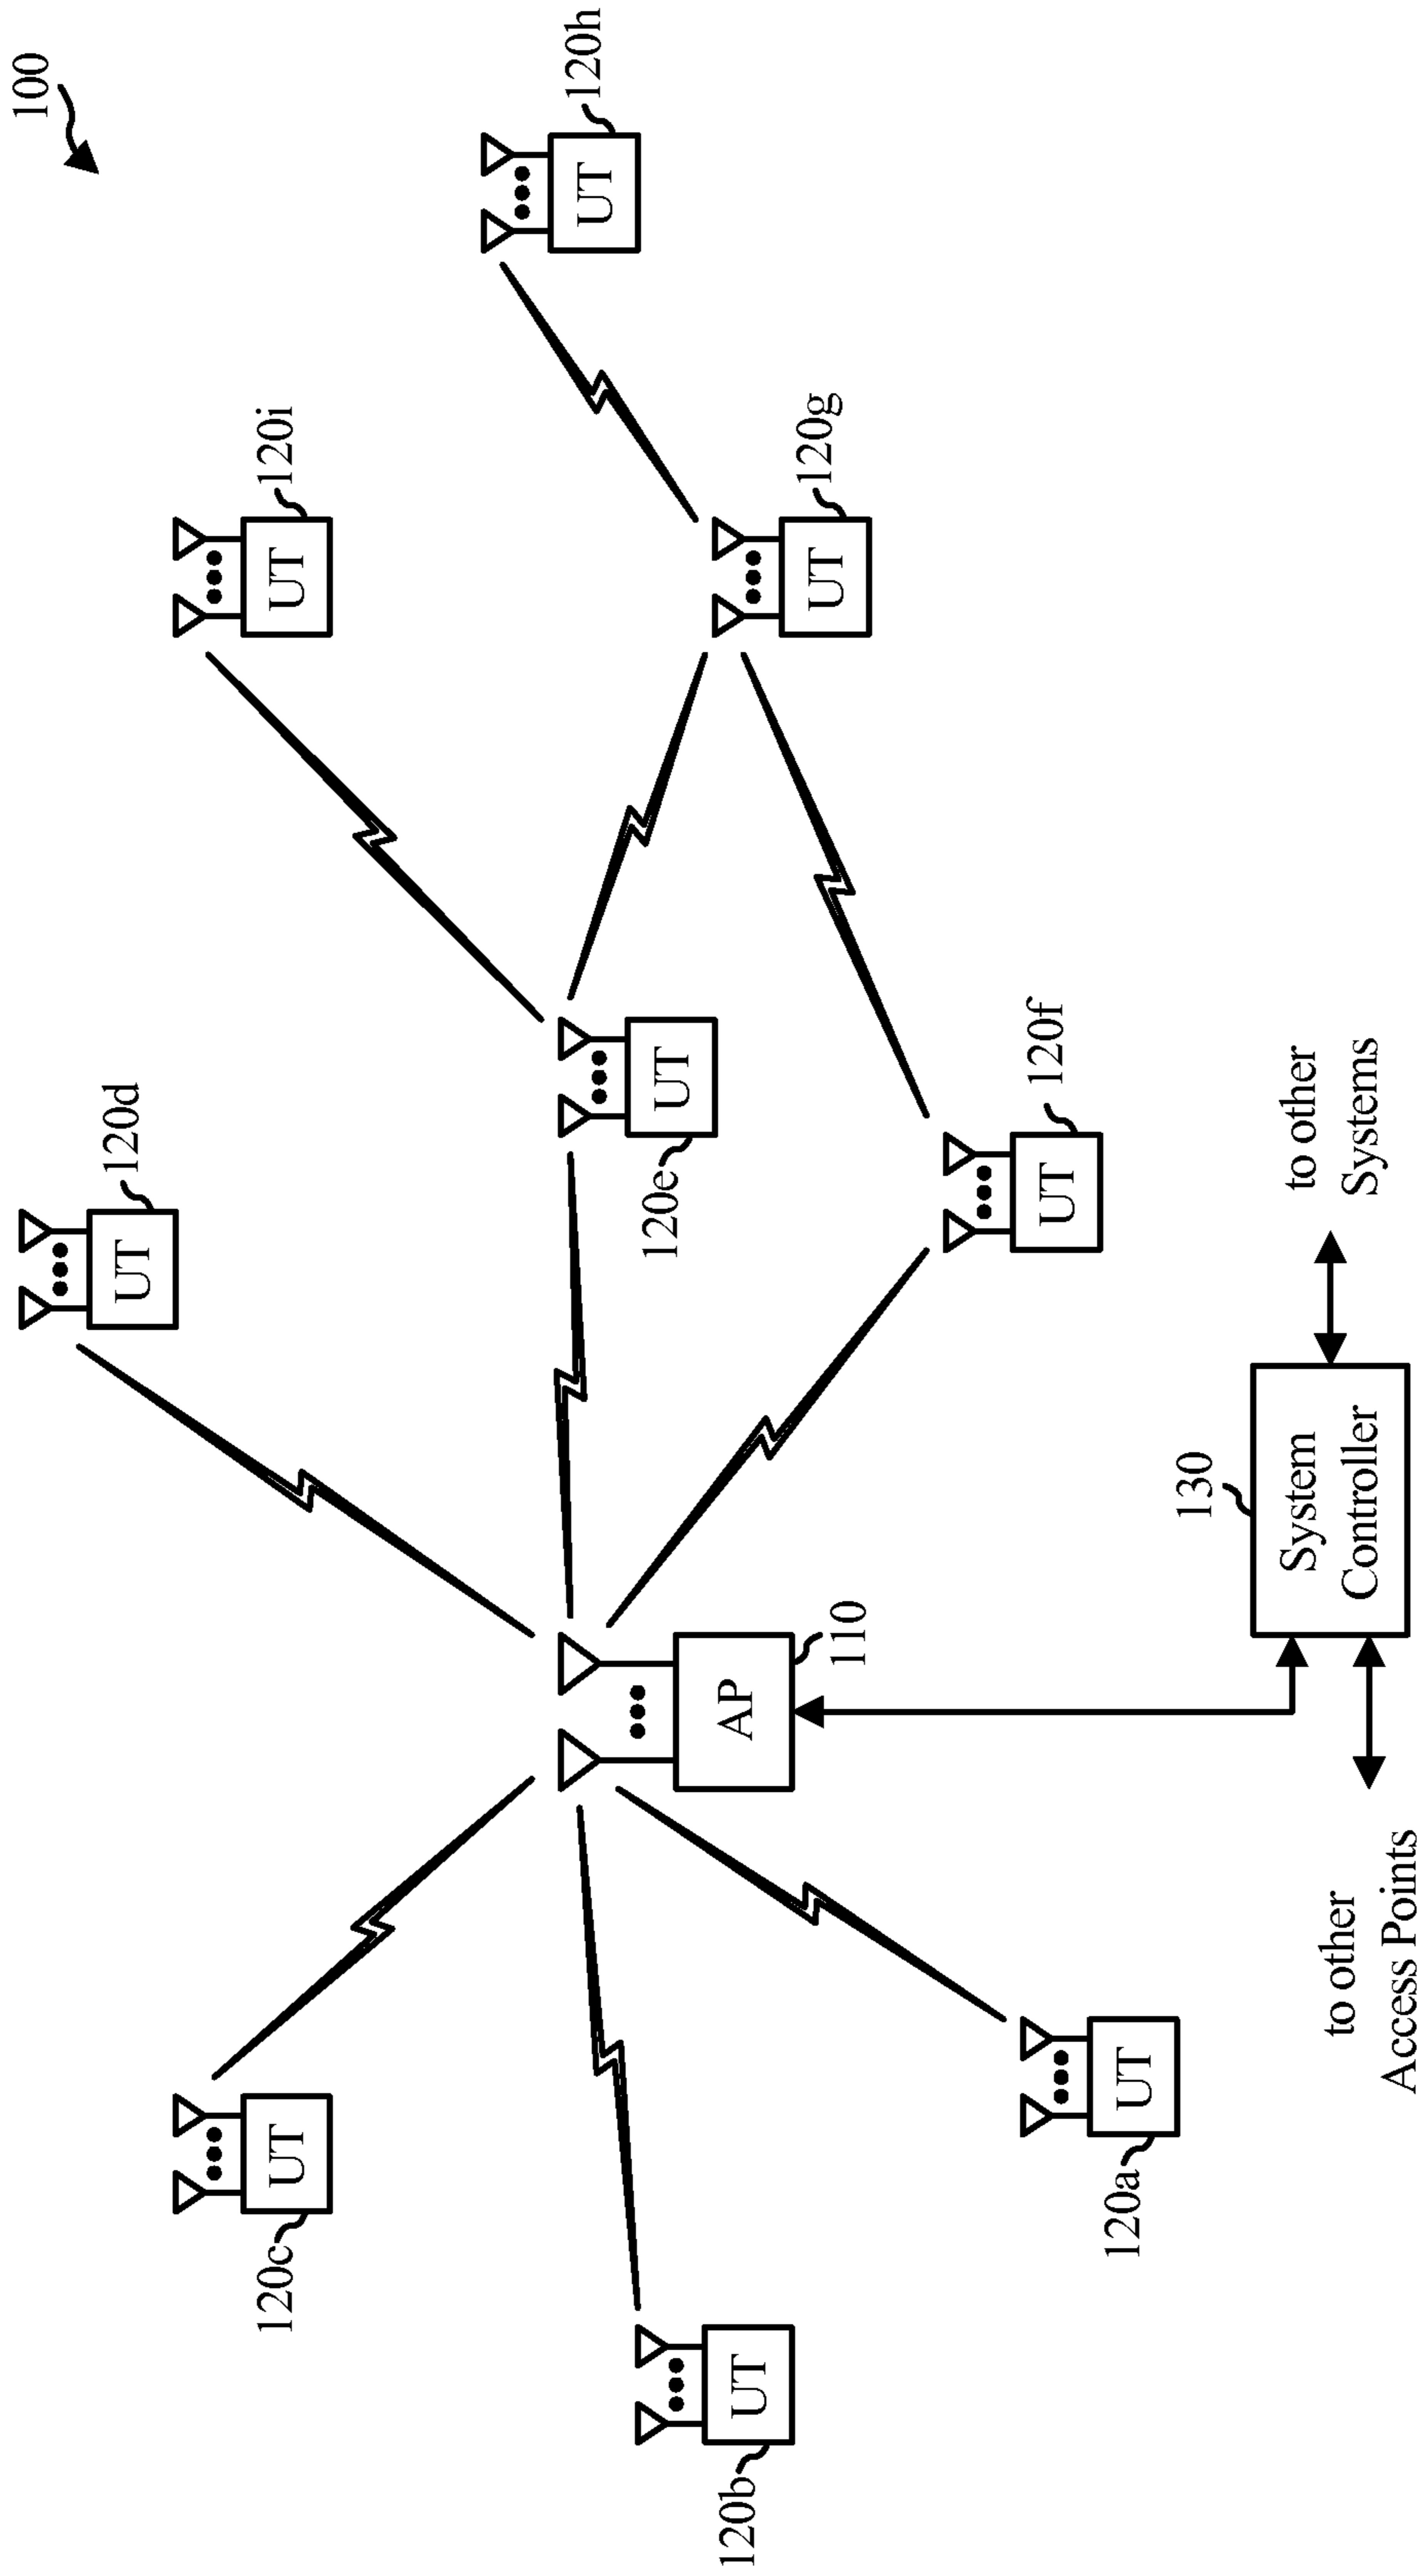 100
120d
UT
120i
UT
120c
UT
120h
UT
120e
UT
AP
110
120g
UT
120b
UT
120f
UT
120a
UT
130
System
Controller
to other
Systems
to other
Access Points